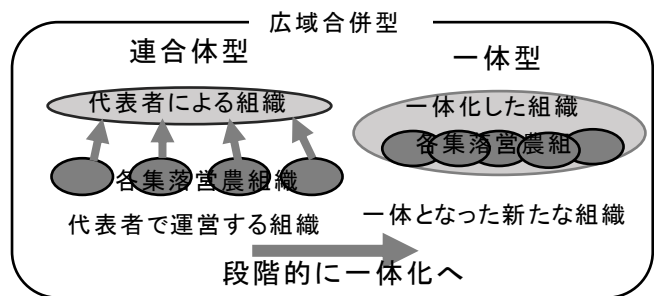 広域合併型
連合体型
一体型
代表者による組織
一体化した組織
各集落営農組織
各集落営農組
代表者で運営する組織
一体となった新たな組織
段階的に一体化へ